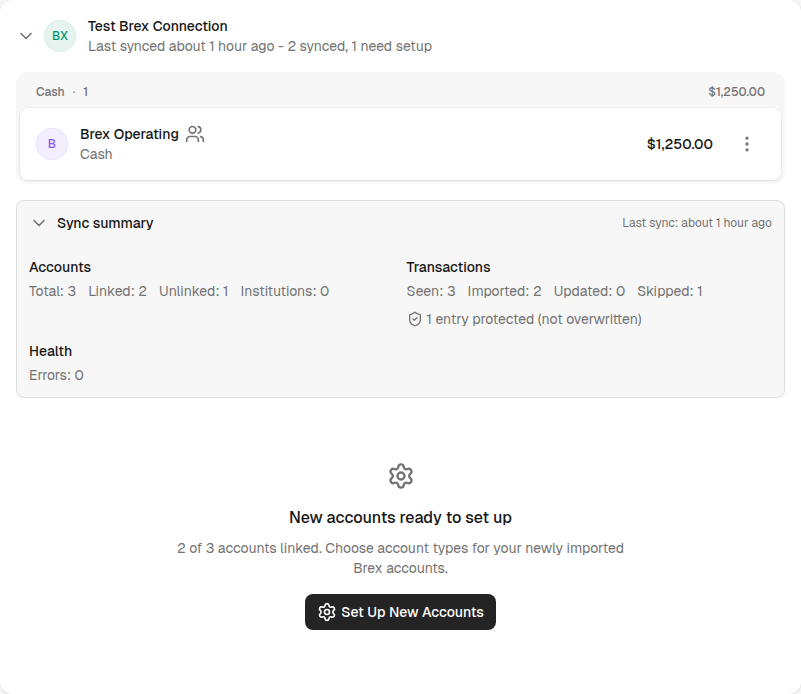 BX
Test Brex Connection
Last synced about 1 hour ago - 2 synced, 1 need setup
Cash · 1
$1,250.00
B
Brex Operating
Cash
$1,250.00
Sync summary
Last sync: about 1 hour ago
Accounts
Total: 3 Linked: 2 Unlinked: 1 Institutions: 0
Transactions
Seen: 3 Imported: 2 Updated: 0 Skipped: 1
1 entry protected (not overwritten)
Health
Errors: 0
New accounts ready to set up
2 of 3 accounts linked. Choose account types for your newly imported
Brex accounts.
Set Up New Accounts